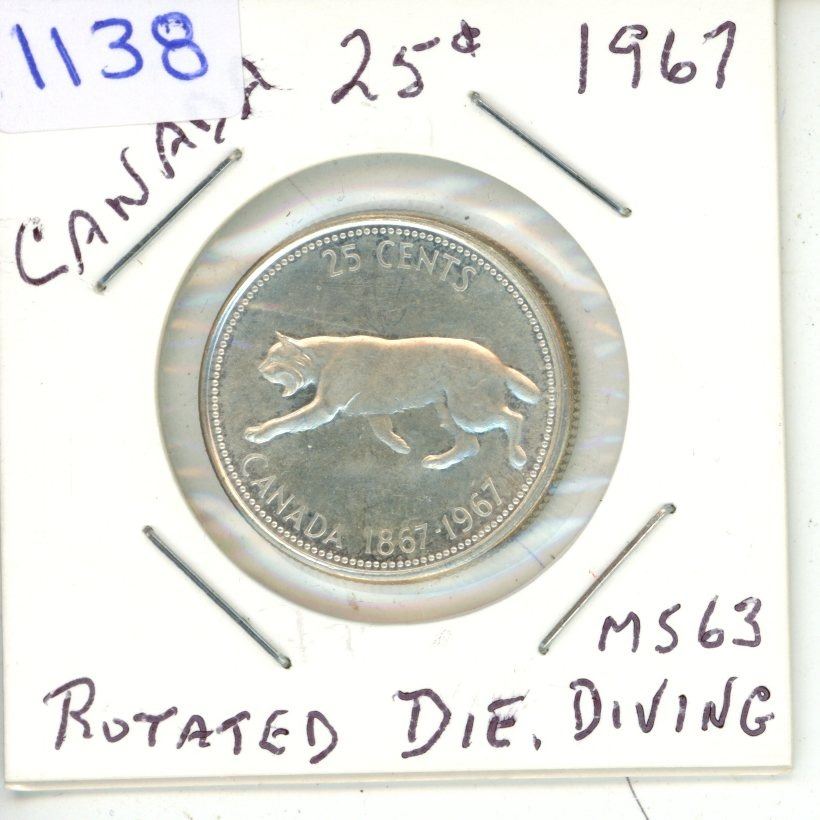 1138
CANADA 25¢ 1967
25 CENTS
CANADA 1867-1967
MS63
ROTATED DIE. DIVING